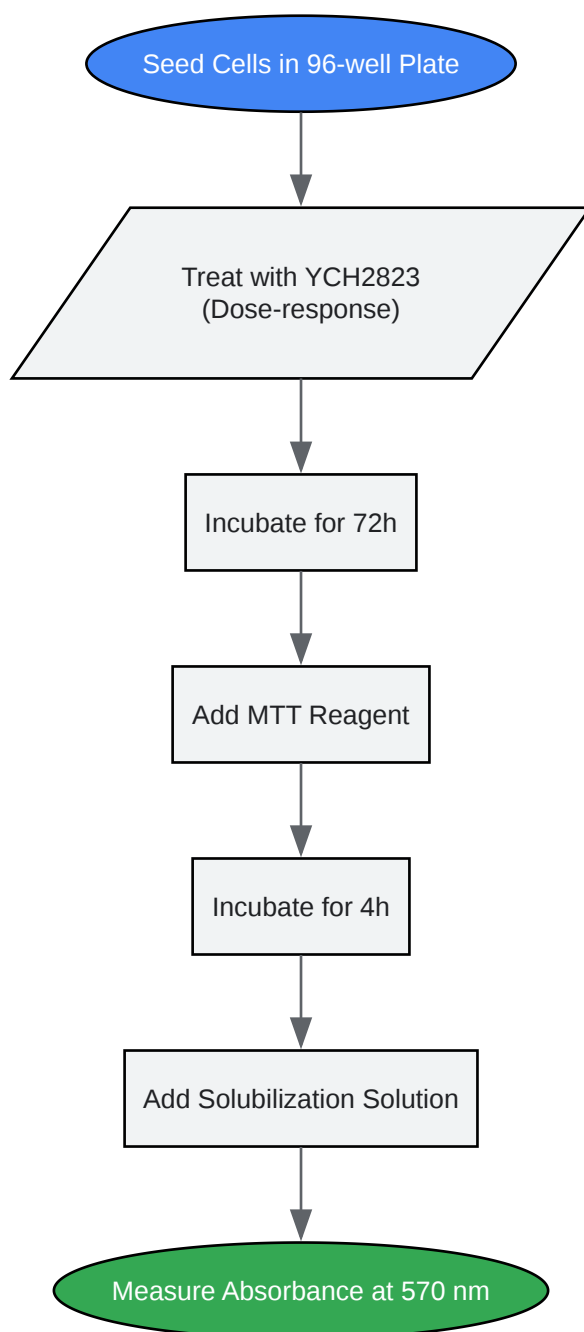 Seed Cells in 96-well Plate
Treat with YCH2823
(Dose-response)
Incubate for 72h
Add MTT Reagent
Incubate for 4h
Add Solubilization Solution
Measure Absorbance at 570 nm